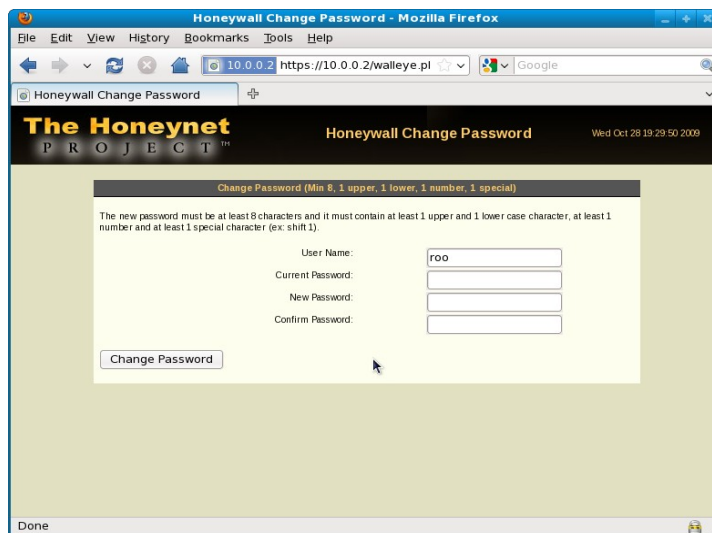 Honeywall Change Password - Mozilla Firefox
File Edit View History Bookmarks Tools Help
10.0.0.2 https://10.0.0.2/walleye.pl Google
Honeywall Change Password
The Honeynet
PROJECT™
Honeywall Change Password
Wed Oct 28 19:29:50 2009
Change Password (Min 8, 1 upper, 1 lower, 1 number, 1 special)
The new password must be at least 8 characters and it must contain at least 1 upper and 1 lower case character, at least 1
number and at least 1 special character (ex: shift 1).
User Name: roo
Current Password:
New Password:
Confirm Password:
Change Password
Done